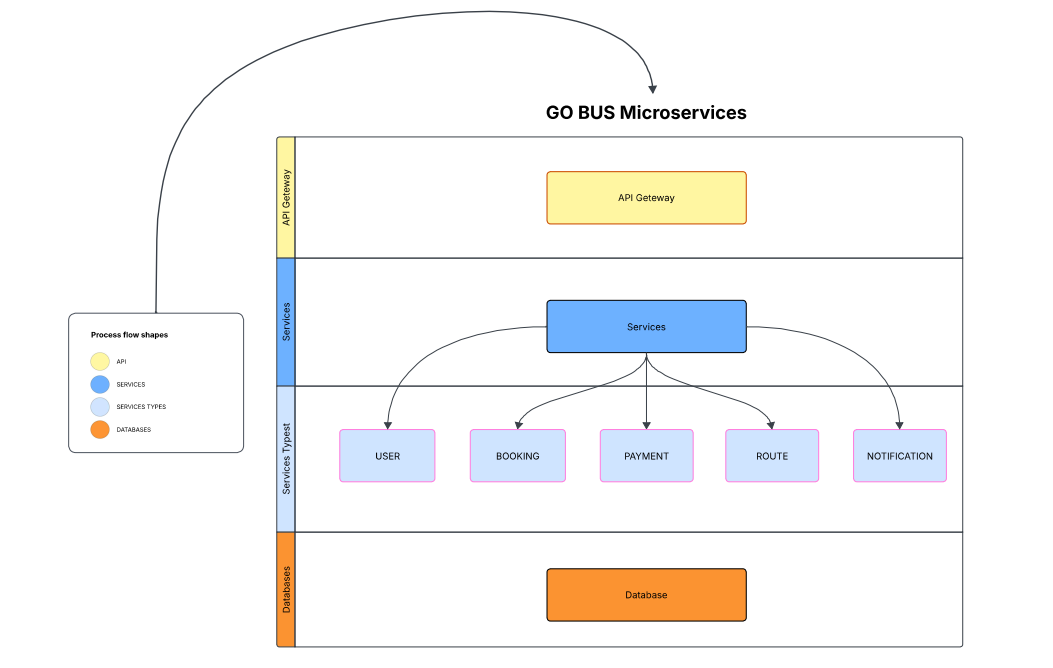 GO BUS Microservices
API Geteway
API Geteway
Services
Services
Process flow shapes
API
SERVICES
SERVICES TYPES
DATABASES
Services Typest
USER
BOOKING
PAYMENT
ROUTE
NOTIFICATION
Databases
Database